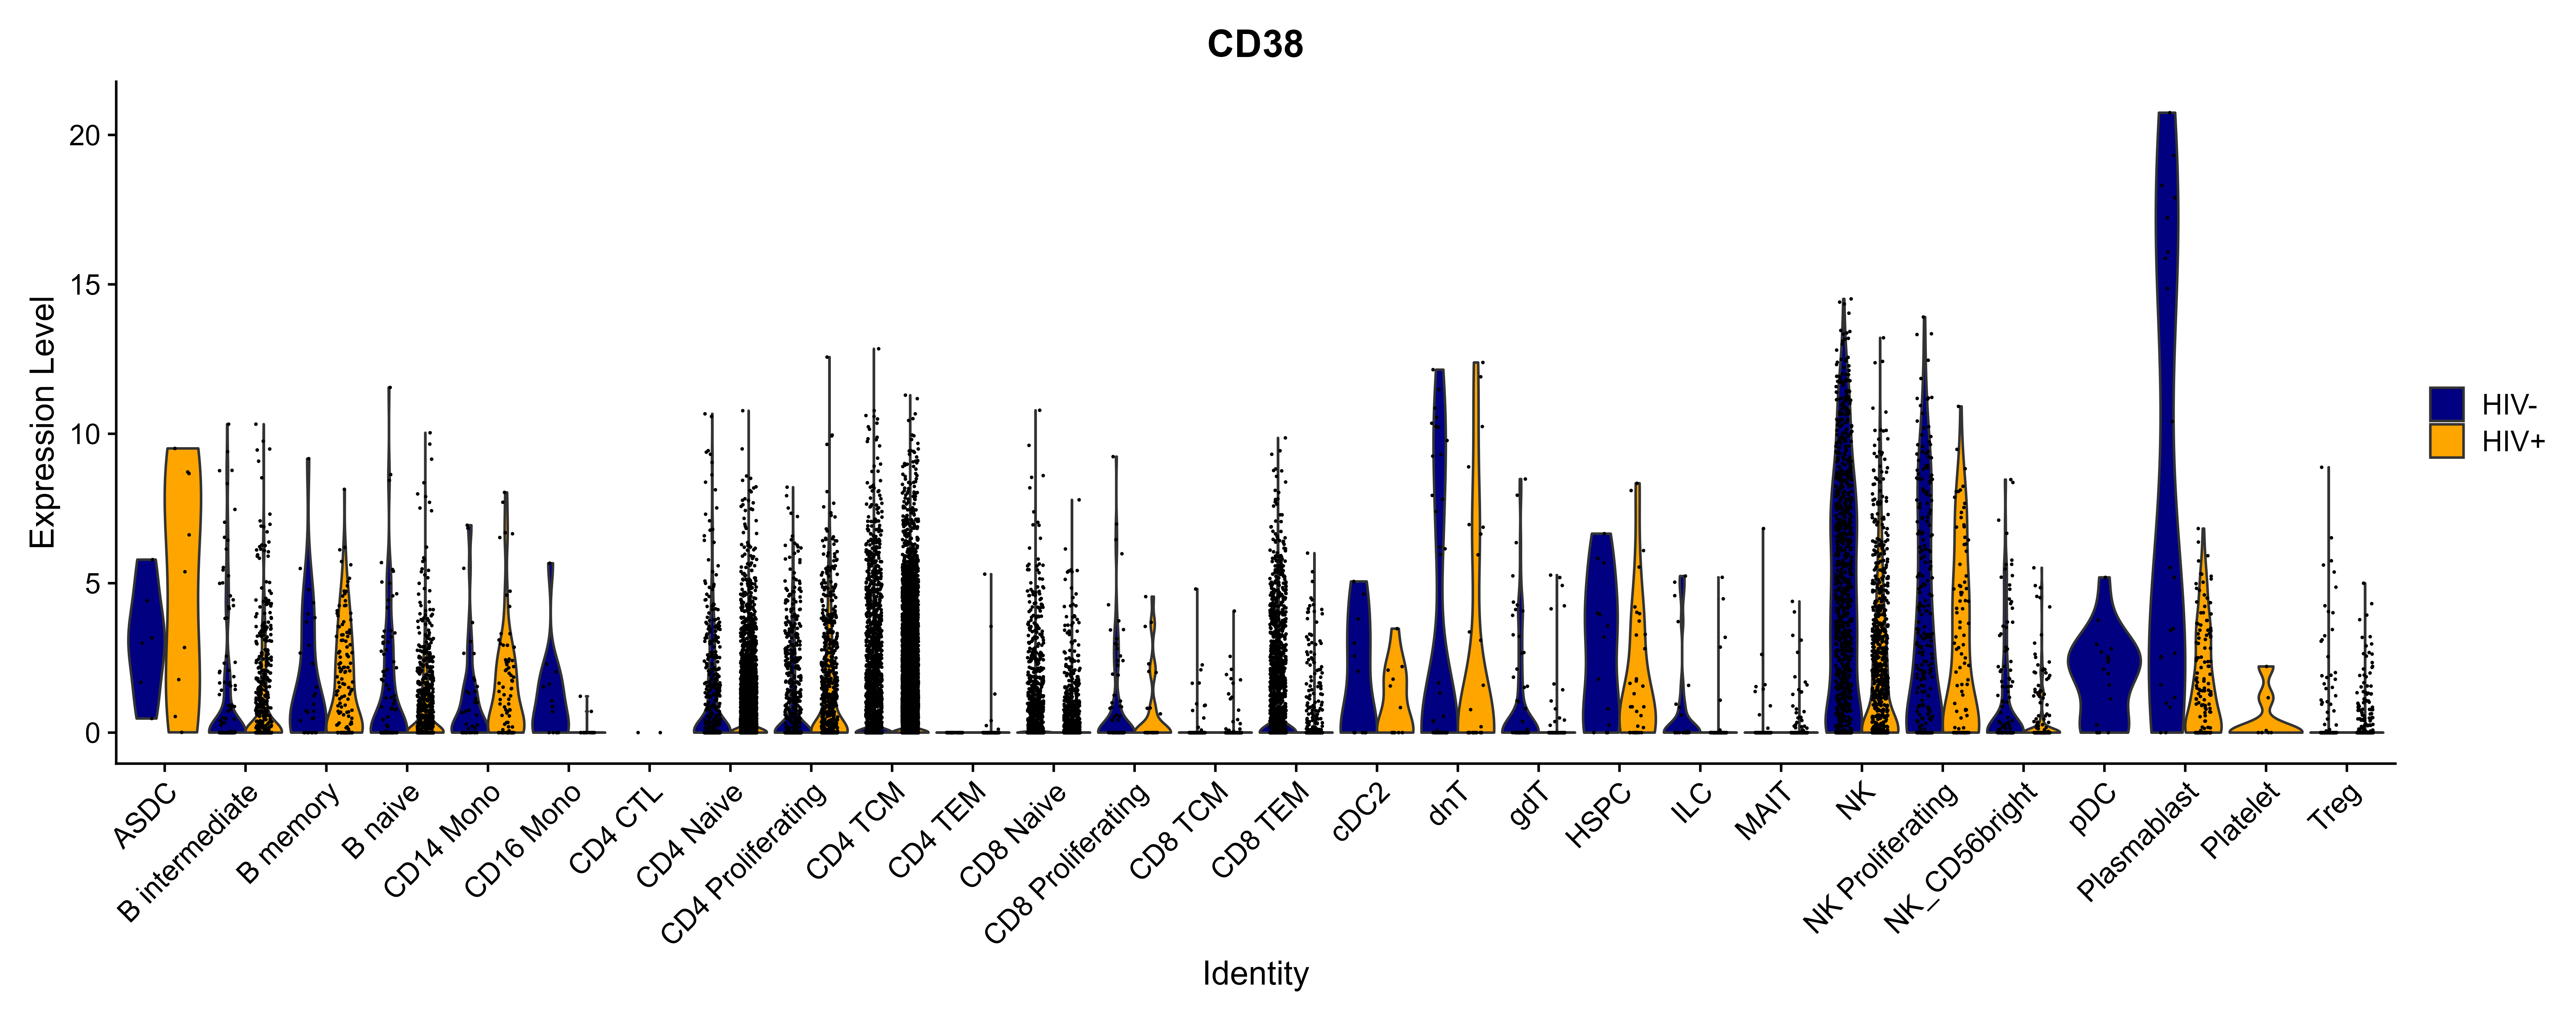 CD38
Expression Level
20
15
10
5
0
HIV-
HIV+
ASDC
B intermediate
B memory
B naive
CD14 Mono
CD16 Mono
CD4 CTL
CD4 Naive
CD4 Proliferating
CD4 TCM
CD4 TEM
CD8 Naive
CD8 Proliferating
CD8 TCM
CD8 TEM
cDC2
dnT
gdT
HSPC
ILC
MAIT
NK
NK Proliferating
NK_CD56bright
pDC
Plasmablast
Platelet
Treg
Identity